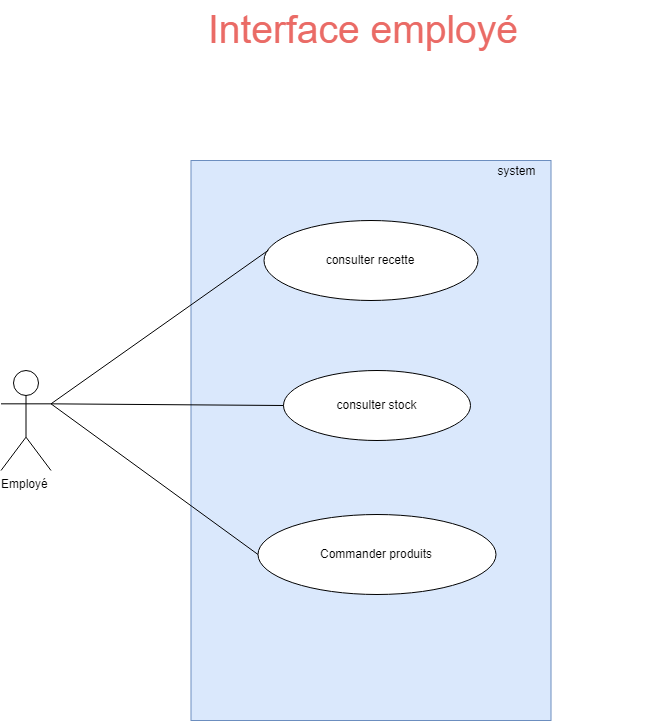 Interface employé
system
consulter recette
consulter stock
Employé
Commander produits